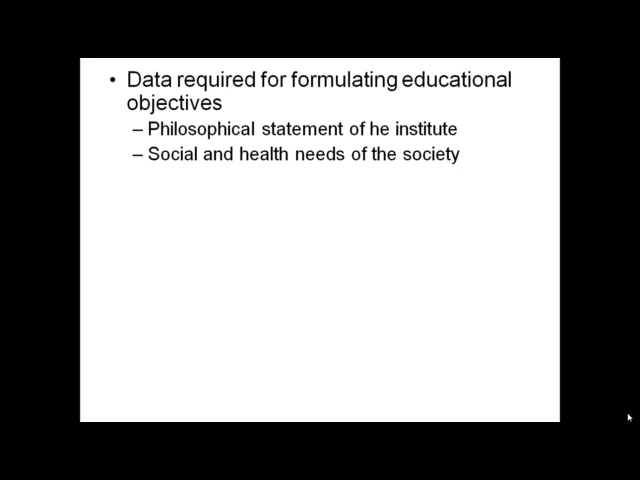 • Data required for formulating educational
objectives
– Philosophical statement of he institute
– Social and health needs of the society